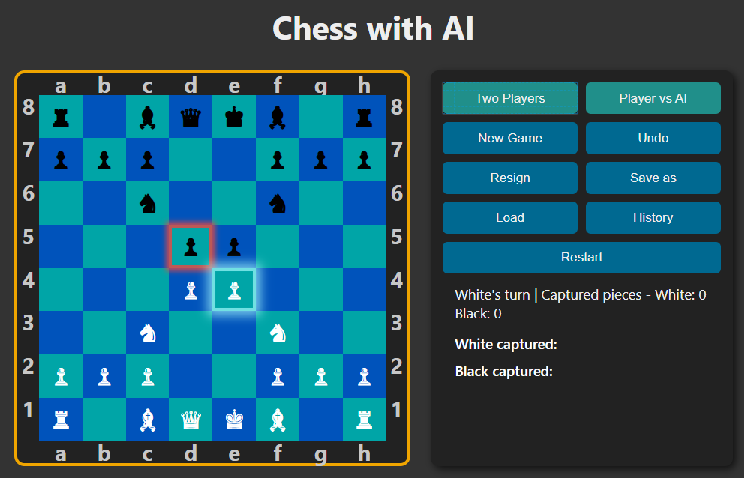 Chess with AI
a b c d e f g h
8 8
7 7
6 6
5 5
4 4
3 3
2 2
1 1
a b c d e f g h
Two Players Player vs AI
New Game Undo
Resign Save as
Load History
Restart
White's turn | Captured pieces - White: 0
Black: 0
White captured:
Black captured: